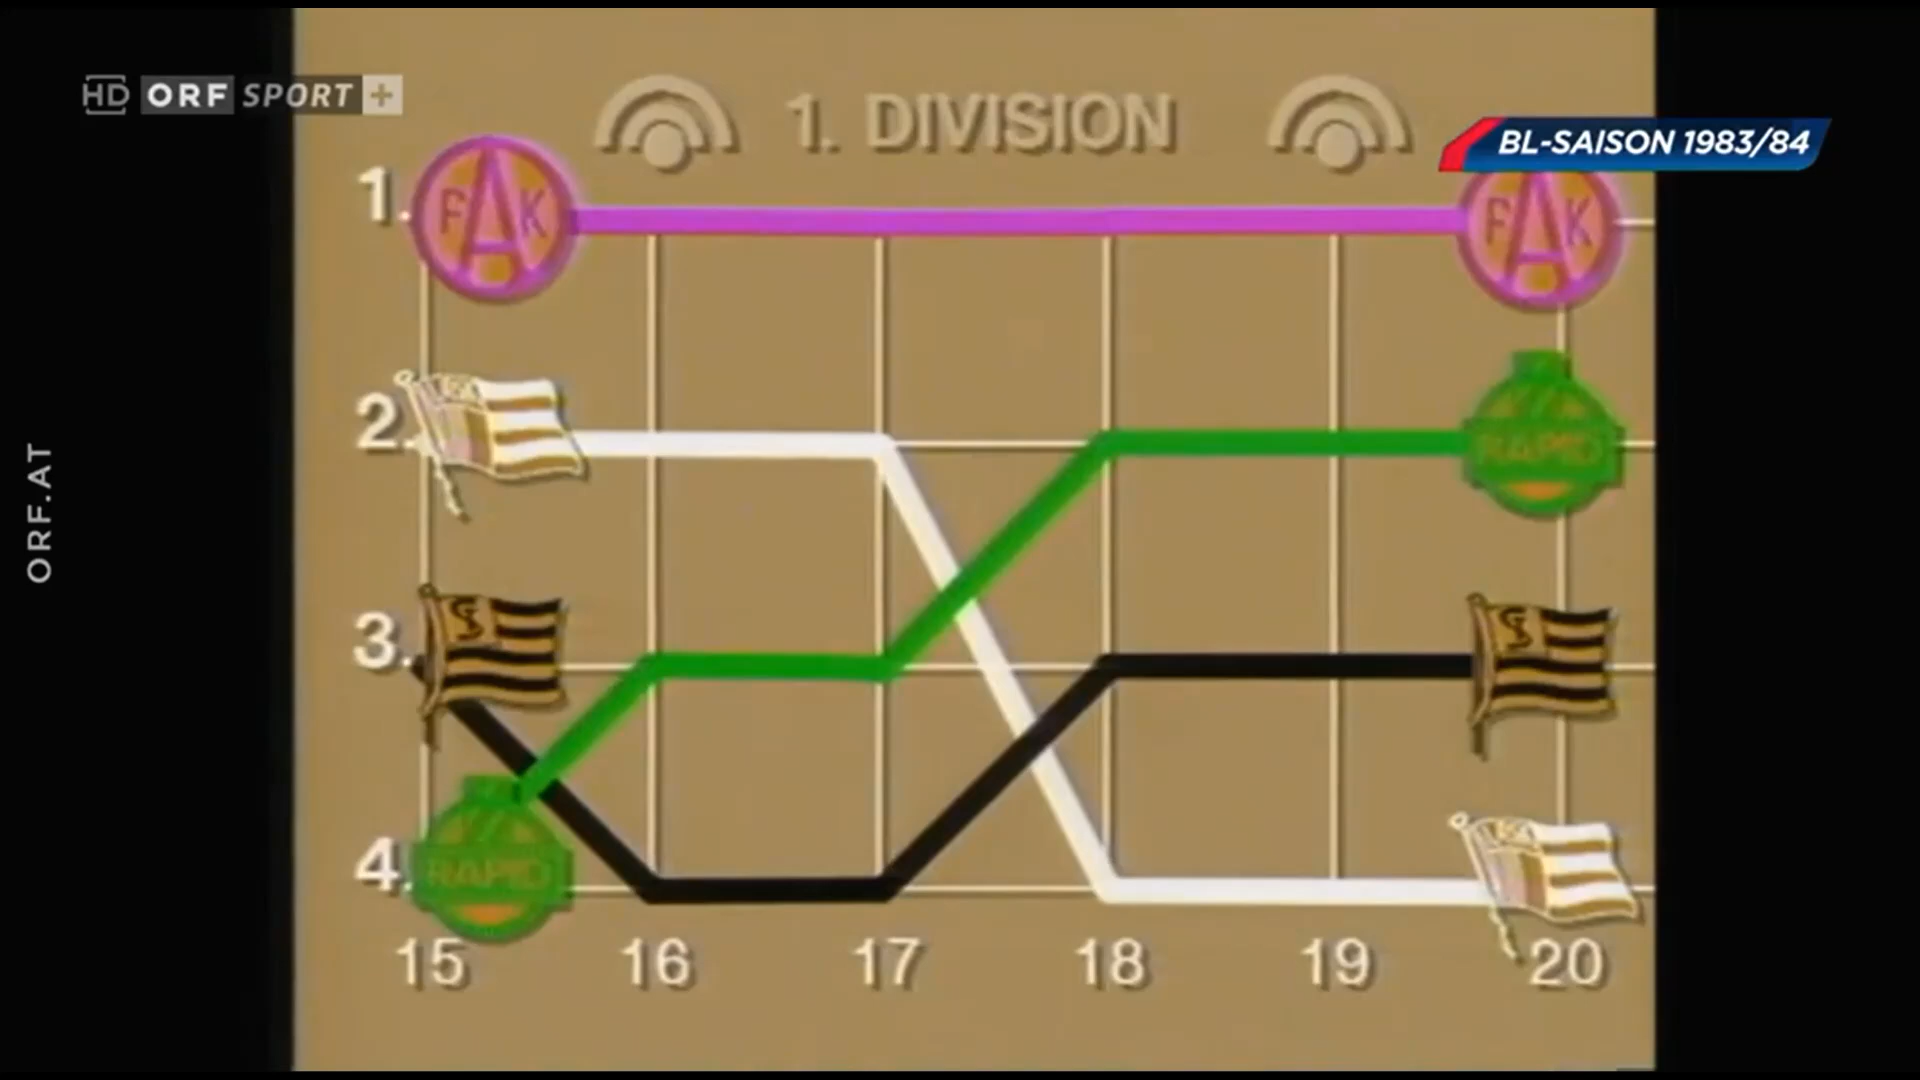 HD ORF SPORT +
1. DIVISION
BL-SAISON 1983/84
1.
FAK
FAK
2.
RAPID
ORF.AT
3.
4.
RAPID
15 16 17 18 19 20